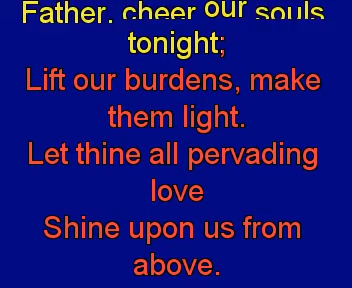 Father, cheer our souls
tonight;
Lift our burdens, make
them light.
Let thine all pervading
love
Shine upon us from
above.